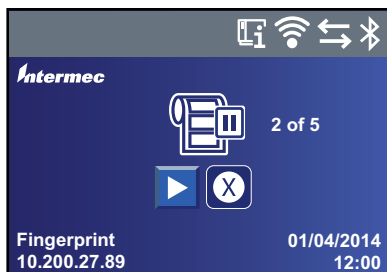 Intermec
2 of 5
X
Fingerprint
10.200.27.89
01/04/2014
12:00